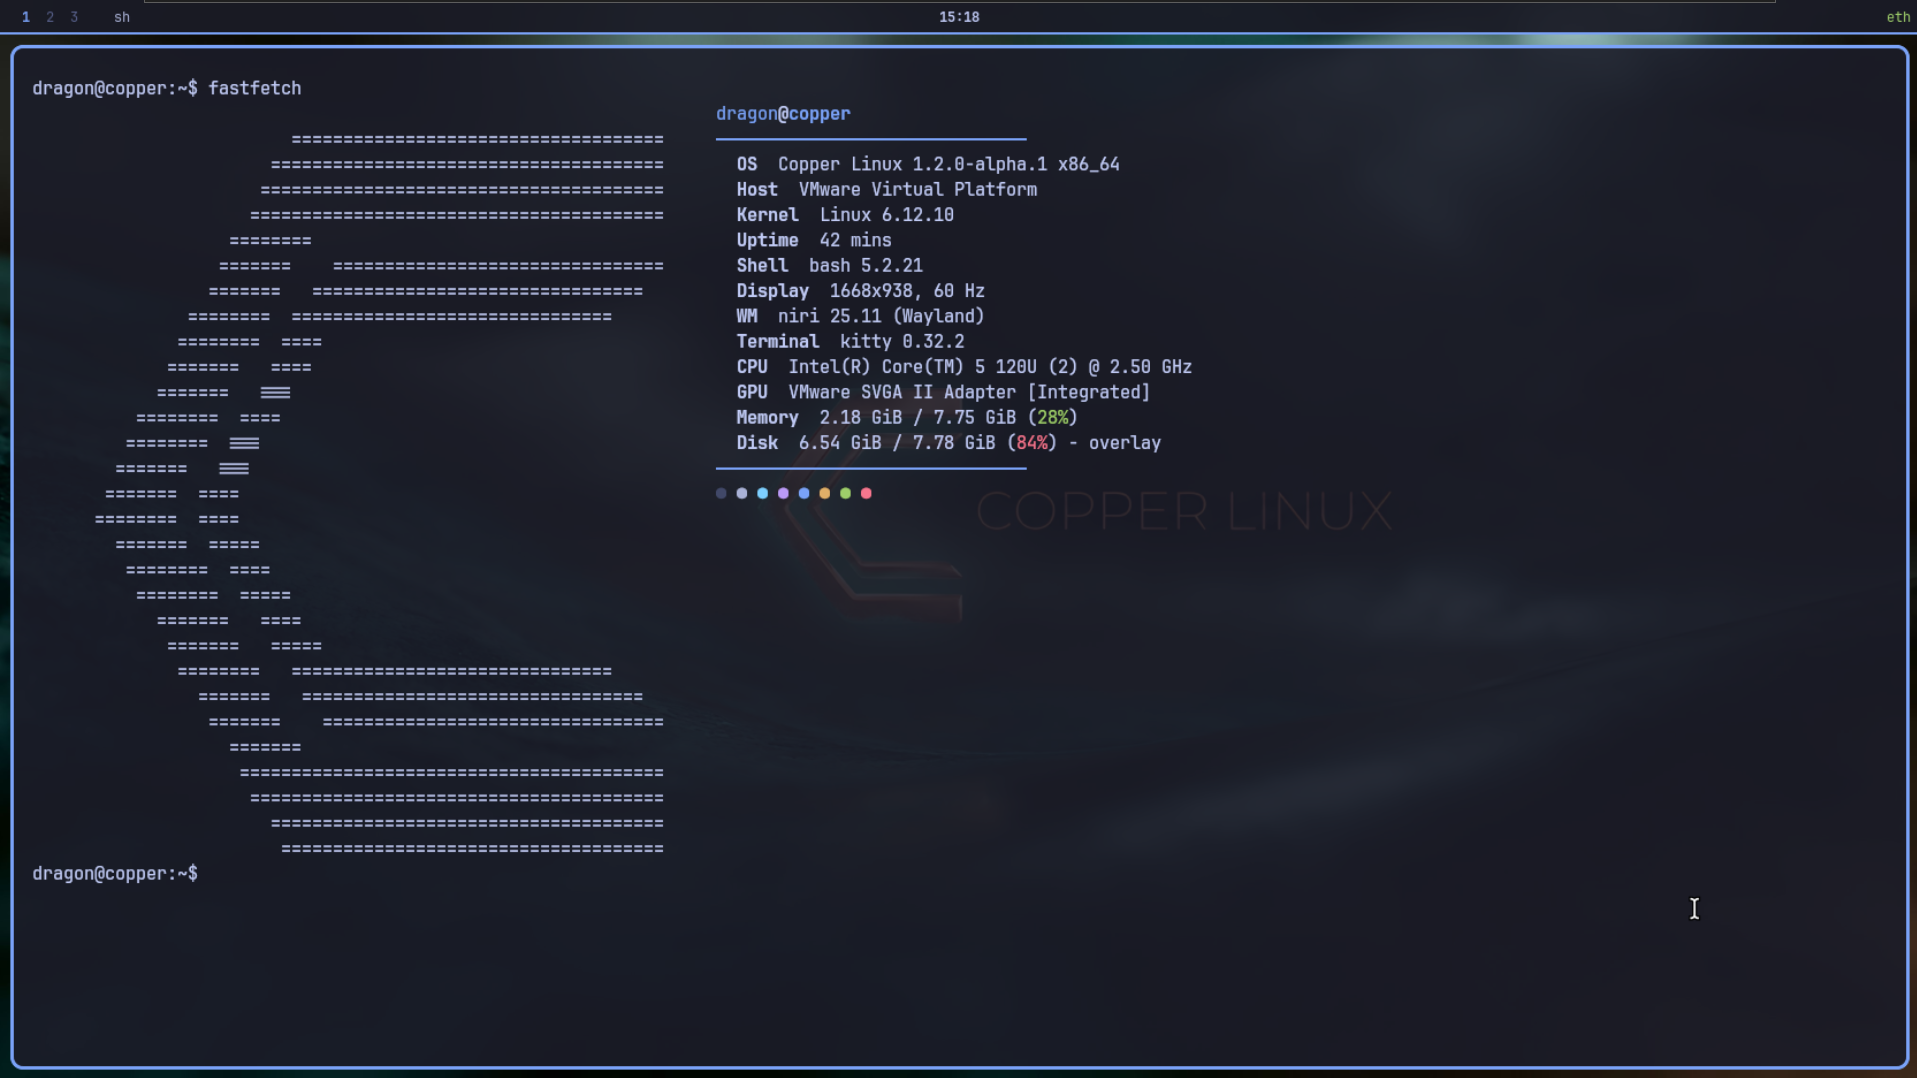 1 2 3 sh 15:18 eth
dragon@copper:~$ fastfetch
dragon@copper
OS Copper Linux 1.2.0-alpha.1 x86_64
Host VMware Virtual Platform
Kernel Linux 6.12.10
Uptime 42 mins
Shell bash 5.2.21
Display 1668x938, 60 Hz
WM niri 25.11 (Wayland)
Terminal kitty 0.32.2
CPU Intel(R) Core(TM) 5 120U (2) @ 2.50 GHz
GPU VMware SVGA II Adapter [Integrated]
Memory 2.18 GiB / 7.75 GiB (28%)
Disk 6.54 GiB / 7.78 GiB (84%) - overlay
COPPER LINUX
dragon@copper:~$